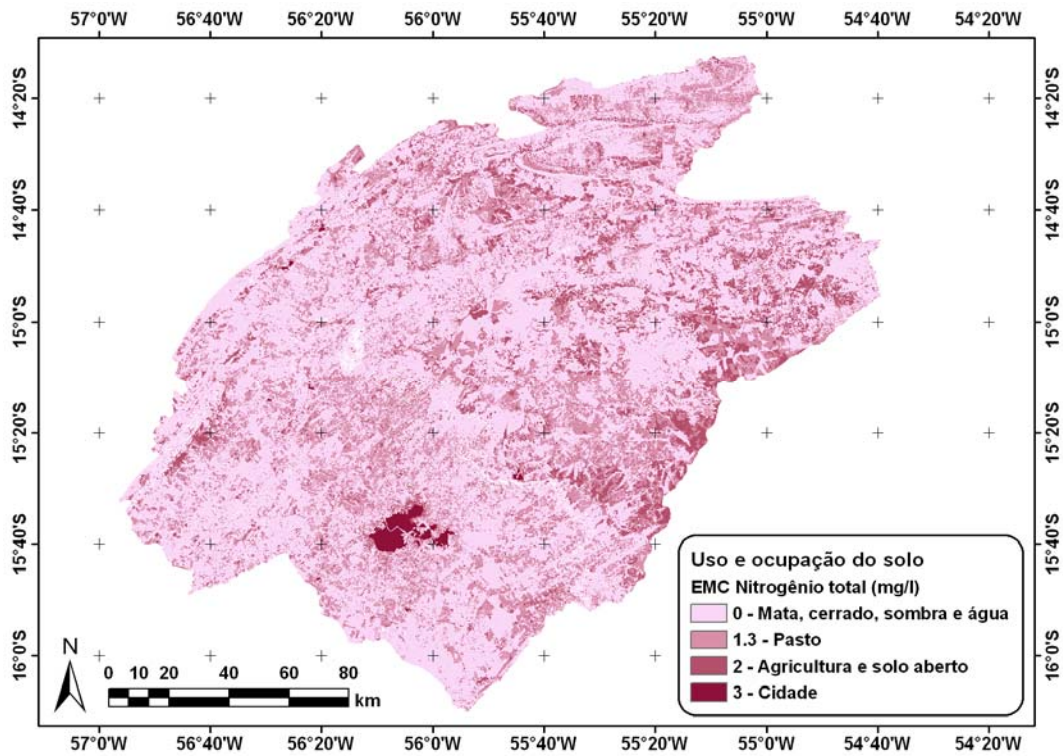 57°0'W 56°40'W 56°20'W 56°0'W 55°40'W 55°20'W 55°0'W 54°40'W 54°20'W
14°20'S 14°20'S
14°40'S 14°40'S
15°0'S 15°0'S
15°20'S 15°20'S
15°40'S 15°40'S
16°0'S 16°0'S
Uso e ocupação do solo
EMC Nitrogênio total (mg/l)
0 - Mata, cerrado, sombra e água
1.3 - Pasto
2 - Agricultura e solo aberto
3 - Cidade
N
0 10 20 40 60 80
km
57°0'W 56°40'W 56°20'W 56°0'W 55°40'W 55°20'W 55°0'W 54°40'W 54°20'W